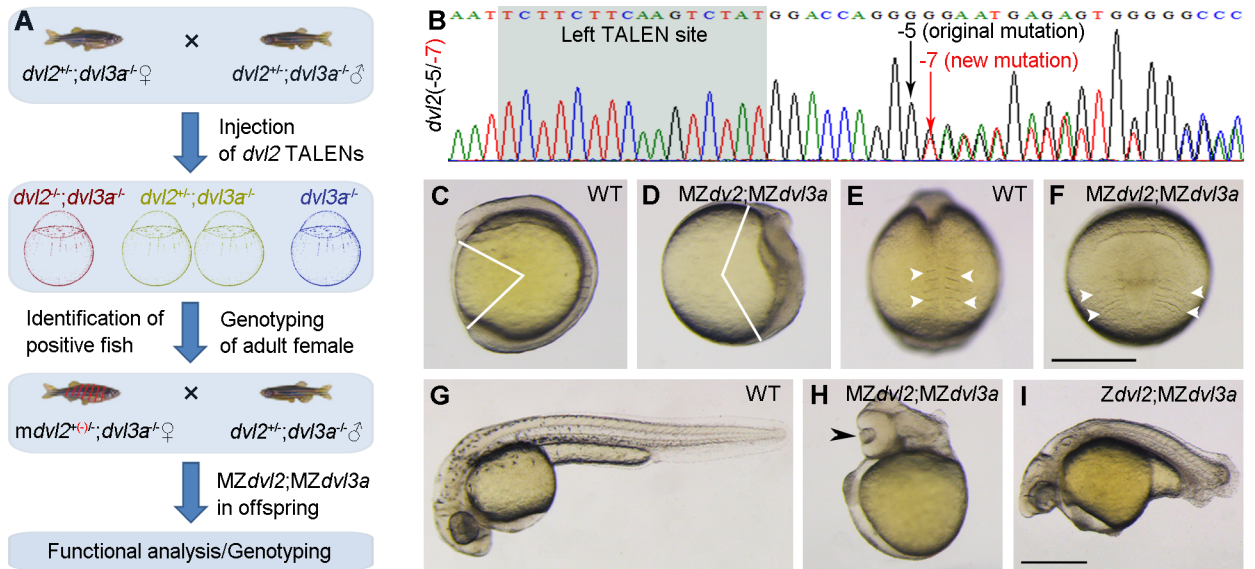 A
×
dvl2+/-;dvl3a-/-♀
dvl2+/-;dvl3a-/-♂
Injection
of dvl2 TALENs
dvl2-/-;dvl3a-/-
dvl2+/-;dvl3a-/-
dvl3a-/-
Identification of
positive fish
Genotyping
of adult female
×
mdvl2+(-)/-;dvl3a-/-♀
dvl2+/-;dvl3a-/-♂
MZdvl2;MZdvl3a
in offspring
Functional analysis/Genotyping
B
AATTCTTCTTCAAGTCTATGGACCAGGGGGAATGAGAGTGGGGGCCC
Left TALEN site
-5 (original mutation)
-7 (new mutation)
dvl2(-5/-7)
C
WT
D
MZdv2;MZdvl3a
E
WT
F
MZdvl2;MZdvl3a
G
WT
H
MZdvl2;MZdvl3a
I
Zdvl2;MZdvl3a